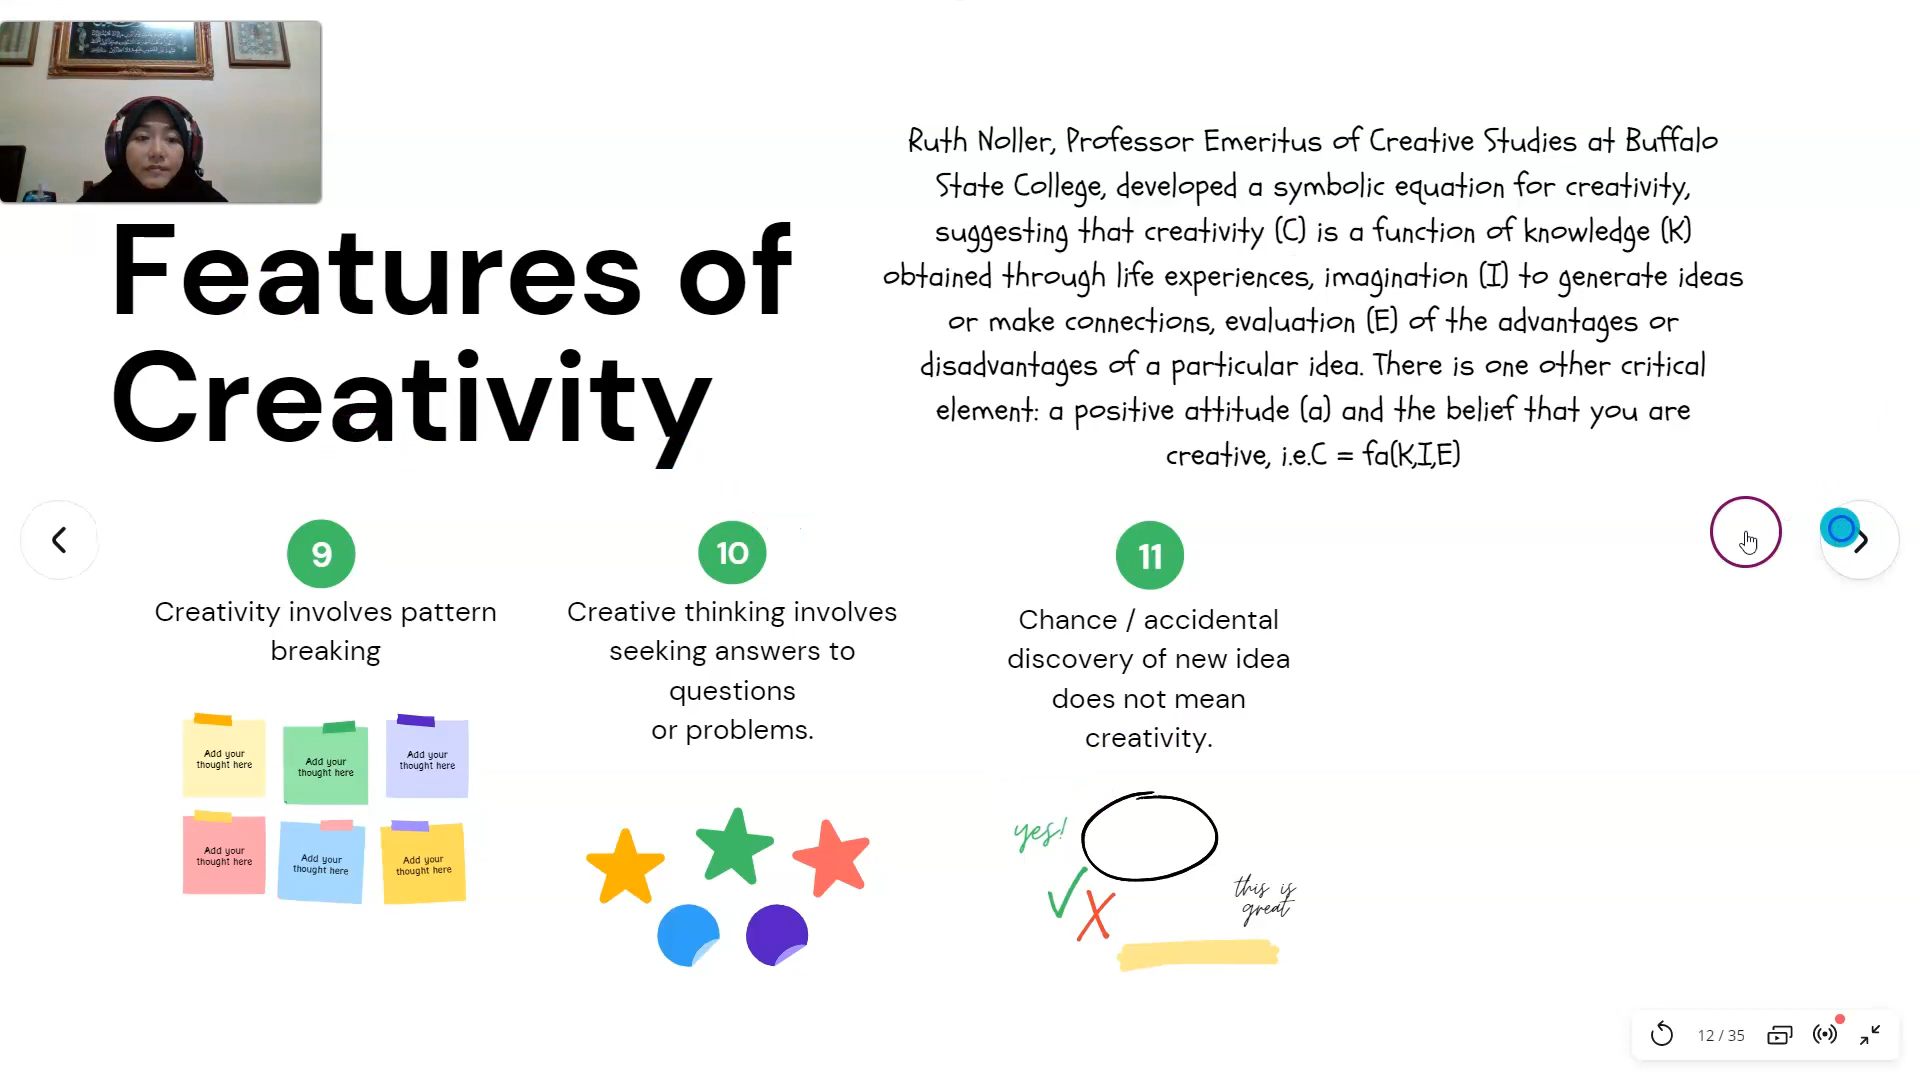 Features of
Creativity
Ruth Noller, Professor Emeritus of Creative Studies at Buffalo
State College, developed a symbolic equation for creativity,
suggesting that creativity (C) is a function of knowledge (K)
obtained through life experiences, imagination (I) to generate ideas
or make connections, evaluation (E) of the advantages or
disadvantages of a particular idea. There is one other critical
element: a positive attitude (a) and the belief that you are
creative, i.e.C = fa(K,I,E)
9
Creativity involves pattern
breaking
Add your
thought here
Add your
thought here
Add your
thought here
Add your
thought here
Add your
thought here
Add your
thought here
10
Creative thinking involves
seeking answers to
questions
or problems.
11
Chance / accidental
discovery of new idea
does not mean
creativity.
yes!
this is
great
12 / 35